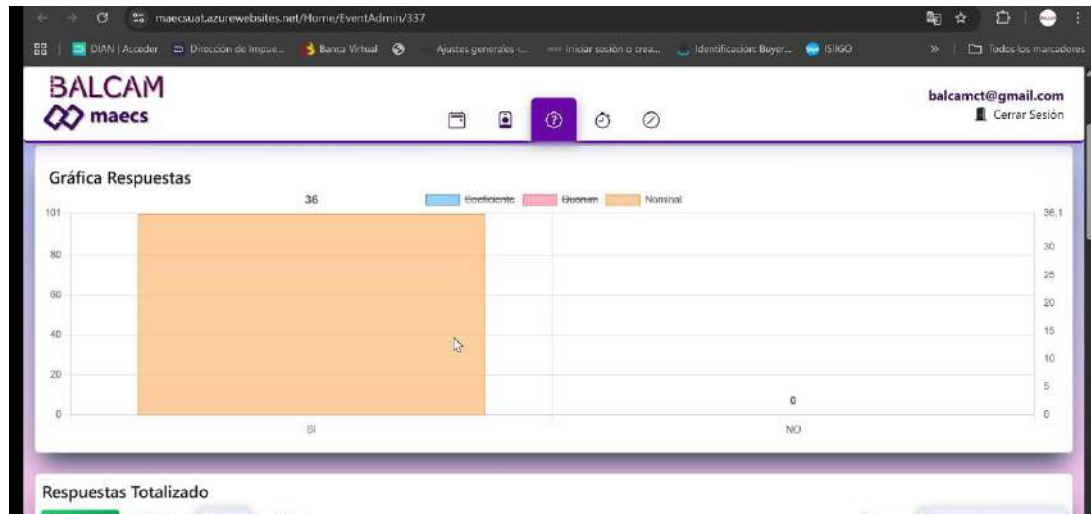 maecsuat.azurewebsites.net/Home/EventAdmin/337
DIAN | Acceder Dirección de Impue... Banca Virtual Ajustes generales Iniciar sesión o crea... Identificación: Buyer... Todos los marcadores
BALCAM
maecs
balcamct@gmail.com
Cerrar Sesión
Gráfica Respuestas
36 Coeficiente Quorum Nominal
101 36,1
80 30
25
60 20
40 15
10
20 5
0 0 0
SI NO
Respuestas Totalizado